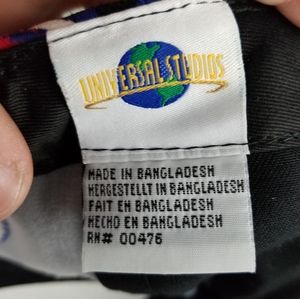 UNIVERSAL STUDIOS
MADE IN BANGLADESH
HERGESTELLT IN BANGLADESH
FAIT EN BANGLADESH
HECHO EN BANGLADESH
RN# 00476